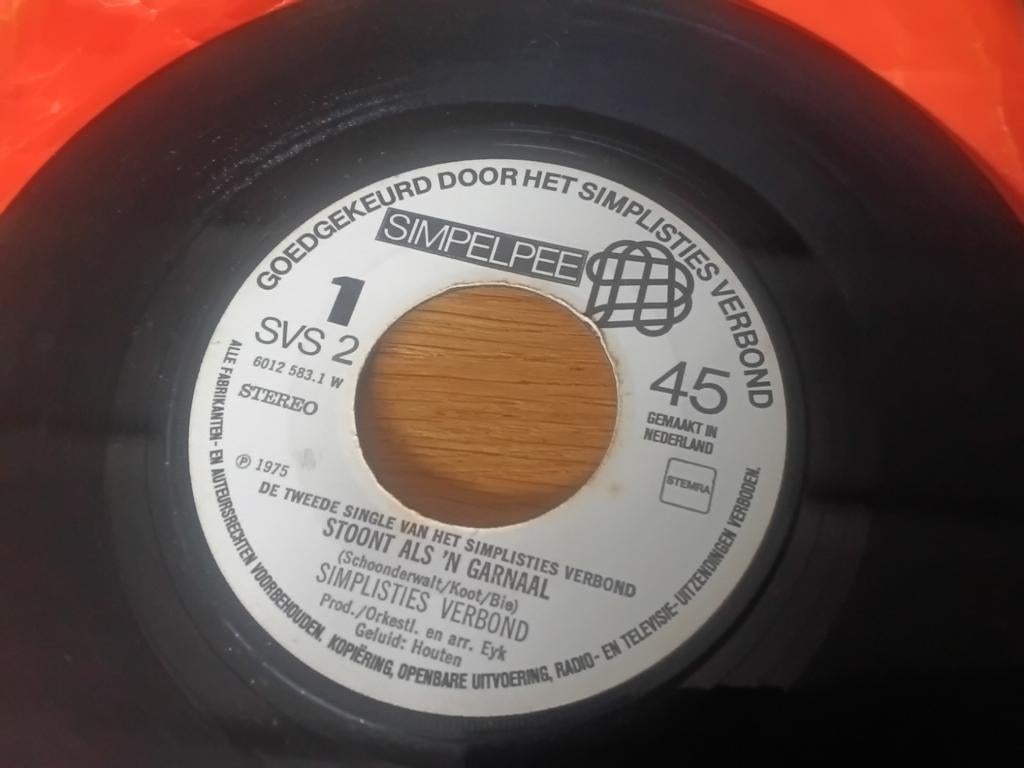 GOEDGEKEURD DOOR HET SIMPLISTIES VERBOND
SIMPELPEE
1
SVS 2
6012 583.1 W
STEREO
45
GEMAAKT IN
NEDERLAND
STEMRA
℗ 1975
DE TWEEDE SINGLE VAN HET SIMPLISTIES VERBOND
STOONT ALS 'N GARNAAL
(Schoonderwalt/Koot/Bie)
SIMPLISTIES VERBOND
Prod./Orkestl. en arr. Eyk
Geluid: Houten
ALLE FABRIKANTEN- EN AUTEURSRECHTEN VOORBEHOUDEN. KOPIËRING, OPENBARE UITVOERING, RADIO- EN TELEVISIE- UITZENDINGEN VERBODEN.